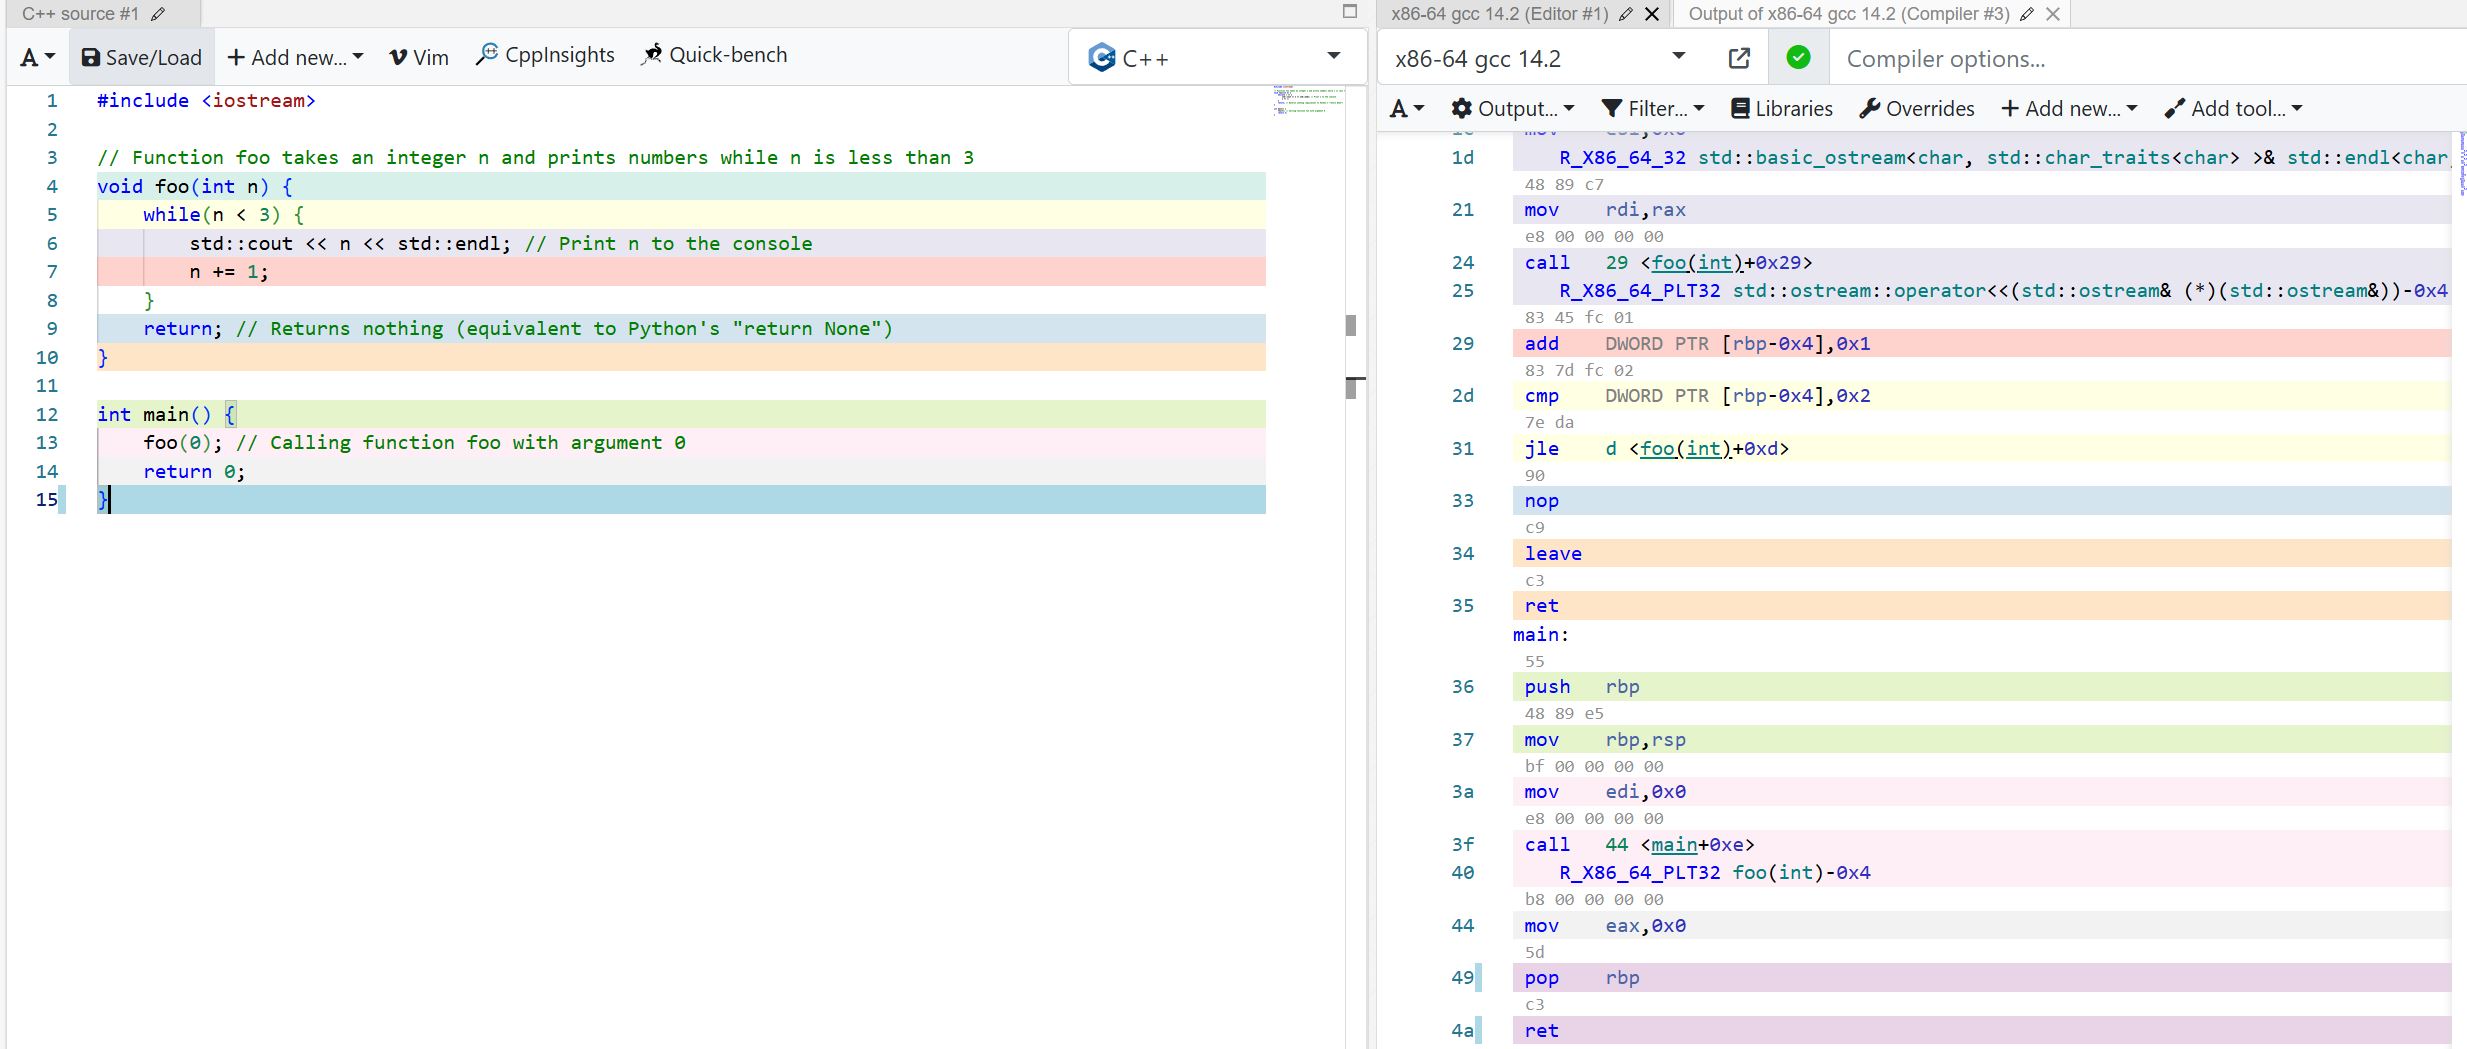 C++ source #1
A Save/Load + Add new... Vim CppInsights Quick-bench C++
1 #include <iostream>
2
3 // Function foo takes an integer n and prints numbers while n is less than 3
4 void foo(int n) {
5 while(n < 3) {
6 std::cout << n << std::endl; // Print n to the console
7 n += 1;
8 }
9 return; // Returns nothing (equivalent to Python's "return None")
10 }
11
12 int main() {
13 foo(0); // Calling function foo with argument 0
14 return 0;
15 }
x86-64 gcc 14.2 (Editor #1) Output of x86-64 gcc 14.2 (Compiler #3)
x86-64 gcc 14.2 Compiler options...
A Output... Filter... Libraries Overrides + Add new... Add tool...
1d R_X86_64_32 std::basic_ostream<char, std::char_traits<char> >& std::endl<char,
48 89 c7
21 mov rdi,rax
e8 00 00 00 00
24 call 29 <foo(int)+0x29>
25 R_X86_64_PLT32 std::ostream::operator<<(std::ostream& (*)(std::ostream&))-0x4
83 45 fc 01
29 add DWORD PTR [rbp-0x4],0x1
83 7d fc 02
2d cmp DWORD PTR [rbp-0x4],0x2
7e da
31 jle d <foo(int)+0xd>
90
33 nop
c9
34 leave
c3
35 ret
main:
55
36 push rbp
48 89 e5
37 mov rbp,rsp
bf 00 00 00 00
3a mov edi,0x0
e8 00 00 00 00
3f call 44 <main+0xe>
40 R_X86_64_PLT32 foo(int)-0x4
b8 00 00 00 00
44 mov eax,0x0
5d
49 pop rbp
c3
4a ret